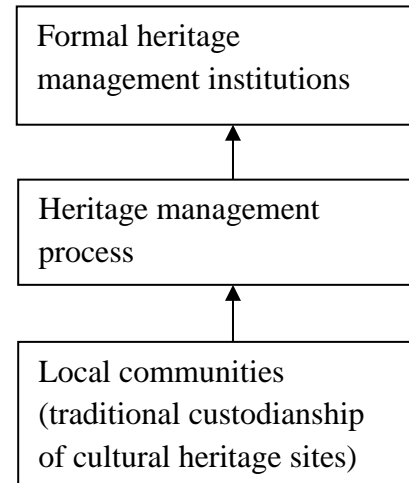 Formal heritage
management institutions
Heritage management
process
Local communities
(traditional custodianship
of cultural heritage sites)